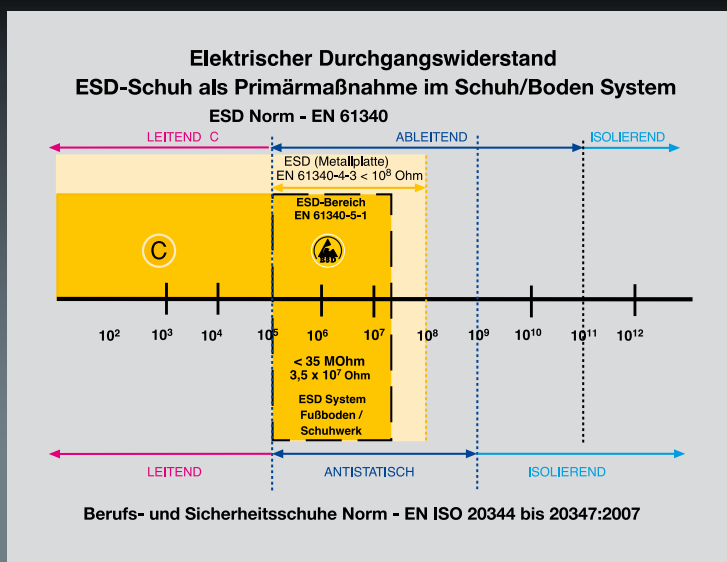 Elektrischer Durchgangswiderstand
ESD-Schuh als Primärmaßnahme im Schuh/Boden System
ESD Norm - EN 61340
LEITEND C
ABLEITEND
ISOLIEREND
ESD (Metallplatte)
EN 61340-4-3 < 10⁸ Ohm
ESD-Bereich
EN 61340-5-1
C
ESD
10² 10³ 10⁴ 10⁵ 10⁶ 10⁷ 10⁸ 10⁹ 10¹⁰ 10¹¹ 10¹²
< 35 MOhm
3,5 x 10⁷ Ohm
ESD System
Fußboden /
Schuhwerk
LEITEND
ANTISTATISCH
ISOLIEREND
Berufs- und Sicherheitsschuhe Norm - EN ISO 20344 bis 20347:2007